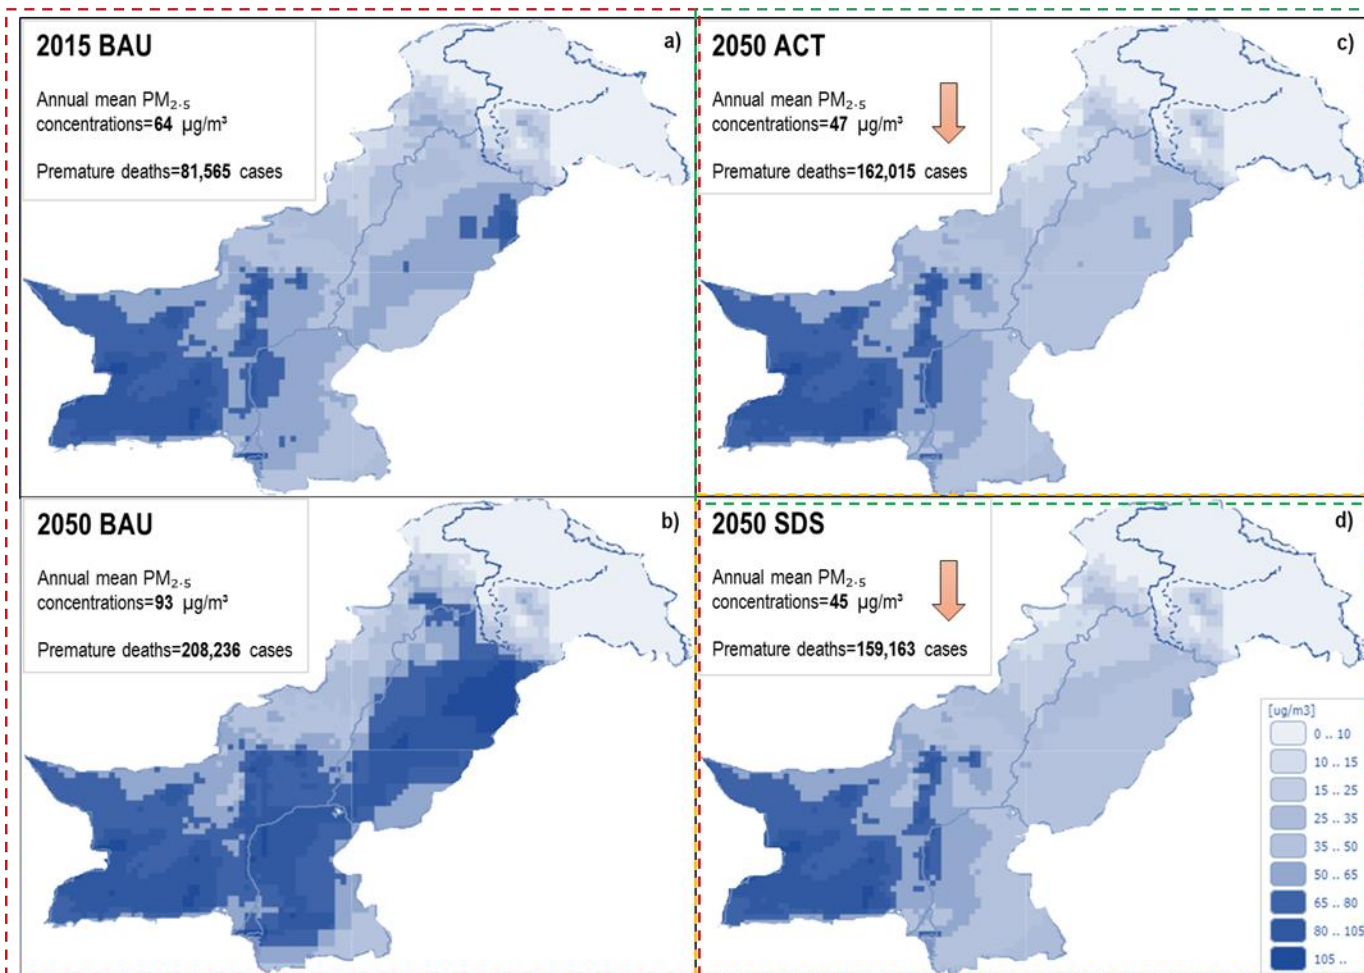 2015 BAU
a)
Annual mean PM₂.₅
concentrations=64 µg/m³
Premature deaths=81,565 cases
2050 ACT
c)
Annual mean PM₂.₅
concentrations=47 µg/m³
Premature deaths=162,015 cases
2050 BAU
b)
Annual mean PM₂.₅
concentrations=93 µg/m³
Premature deaths=208,236 cases
2050 SDS
d)
Annual mean PM₂.₅
concentrations=45 µg/m³
Premature deaths=159,163 cases
[ug/m3]
0 .. 10
10 .. 15
15 .. 25
25 .. 35
35 .. 50
50 .. 65
65 .. 80
80 .. 105
105 ..